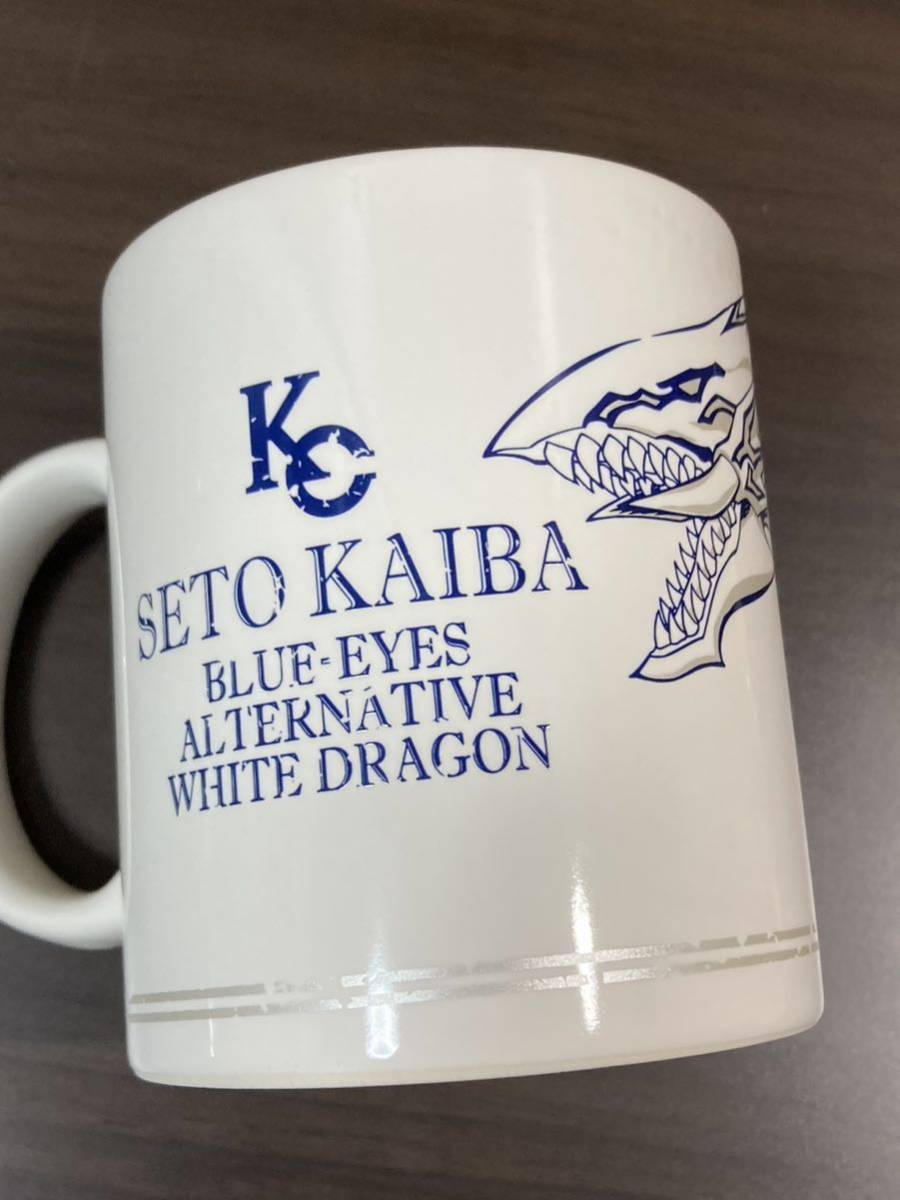 KC
SETO KAIBA
BLUE-EYES
ALTERNATIVE
WHITE DRAGON